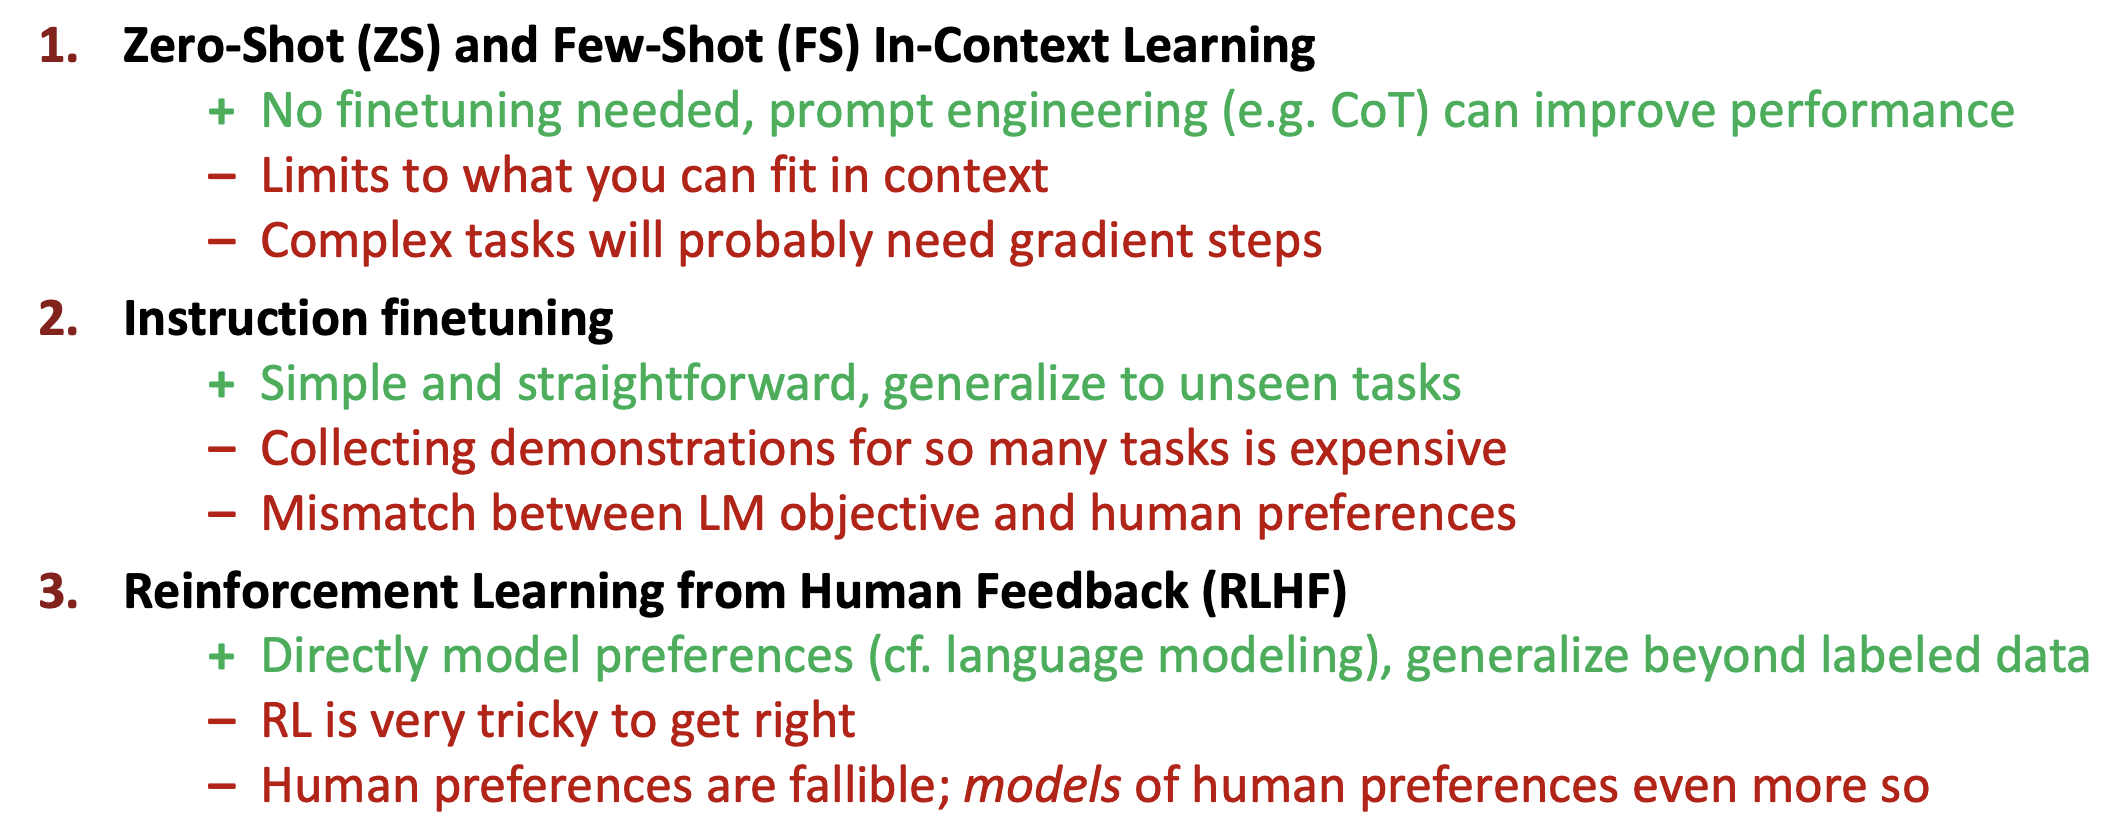 1. Zero-Shot (ZS) and Few-Shot (FS) In-Context Learning
+ No finetuning needed, prompt engineering (e.g. CoT) can improve performance
– Limits to what you can fit in context
– Complex tasks will probably need gradient steps
2. Instruction finetuning
+ Simple and straightforward, generalize to unseen tasks
– Collecting demonstrations for so many tasks is expensive
– Mismatch between LM objective and human preferences
3. Reinforcement Learning from Human Feedback (RLHF)
+ Directly model preferences (cf. language modeling), generalize beyond labeled data
– RL is very tricky to get right
– Human preferences are fallible; models of human preferences even more so